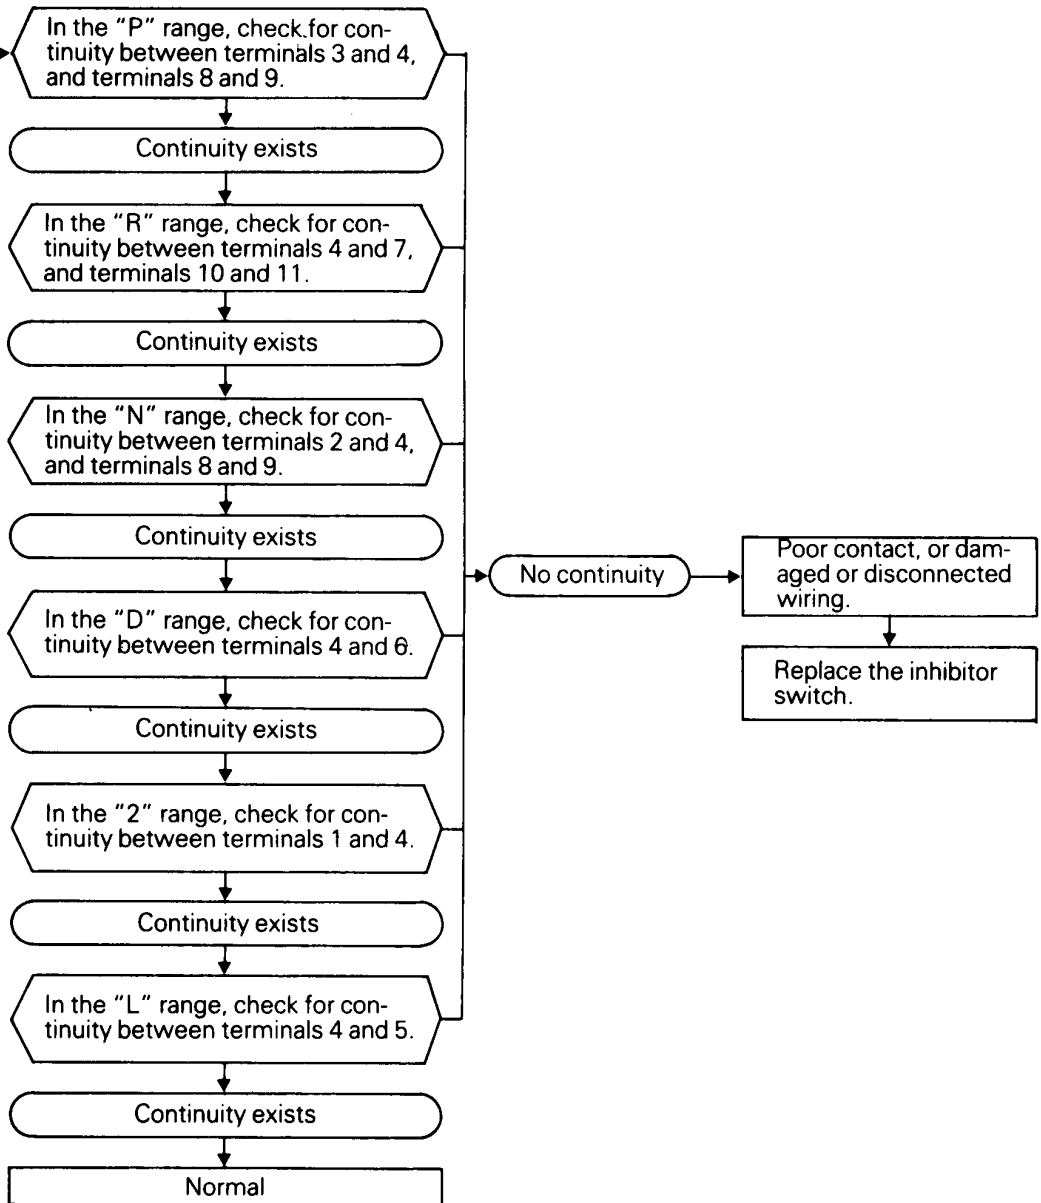 In the "P" range, check for con-
tinuity between terminals 3 and 4,
and terminals 8 and 9.
Continuity exists
In the "R" range, check for con-
tinuity between terminals 4 and 7,
and terminals 10 and 11.
Continuity exists
In the "N" range, check for con-
tinuity between terminals 2 and 4,
and terminals 8 and 9.
Continuity exists
In the "D" range, check for con-
tinuity between terminals 4 and 6.
Continuity exists
In the "2" range, check for con-
tinuity between terminals 1 and 4.
Continuity exists
In the "L" range, check for con-
tinuity between terminals 4 and 5.
Continuity exists
Normal
No continuity
Poor contact, or dam-
aged or disconnected
wiring.
Replace the inhibitor
switch.